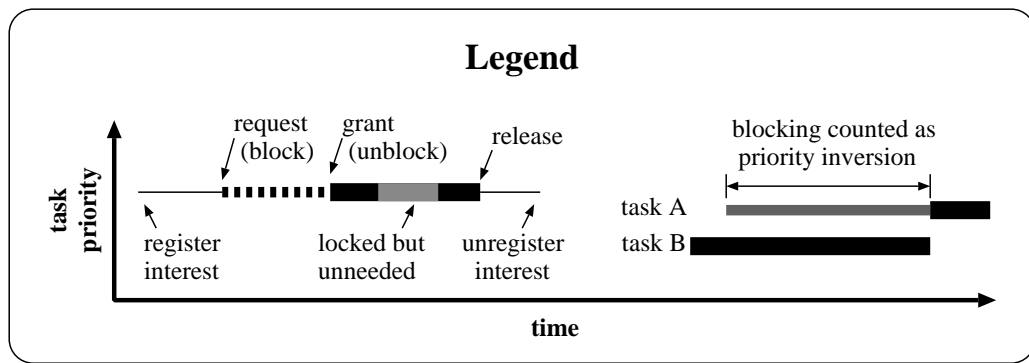 Legend
request
(block)
grant
(unblock)
release
blocking counted as
priority inversion
task
priority
task A
task B
register
interest
locked but
unneeded
unregister
interest
time